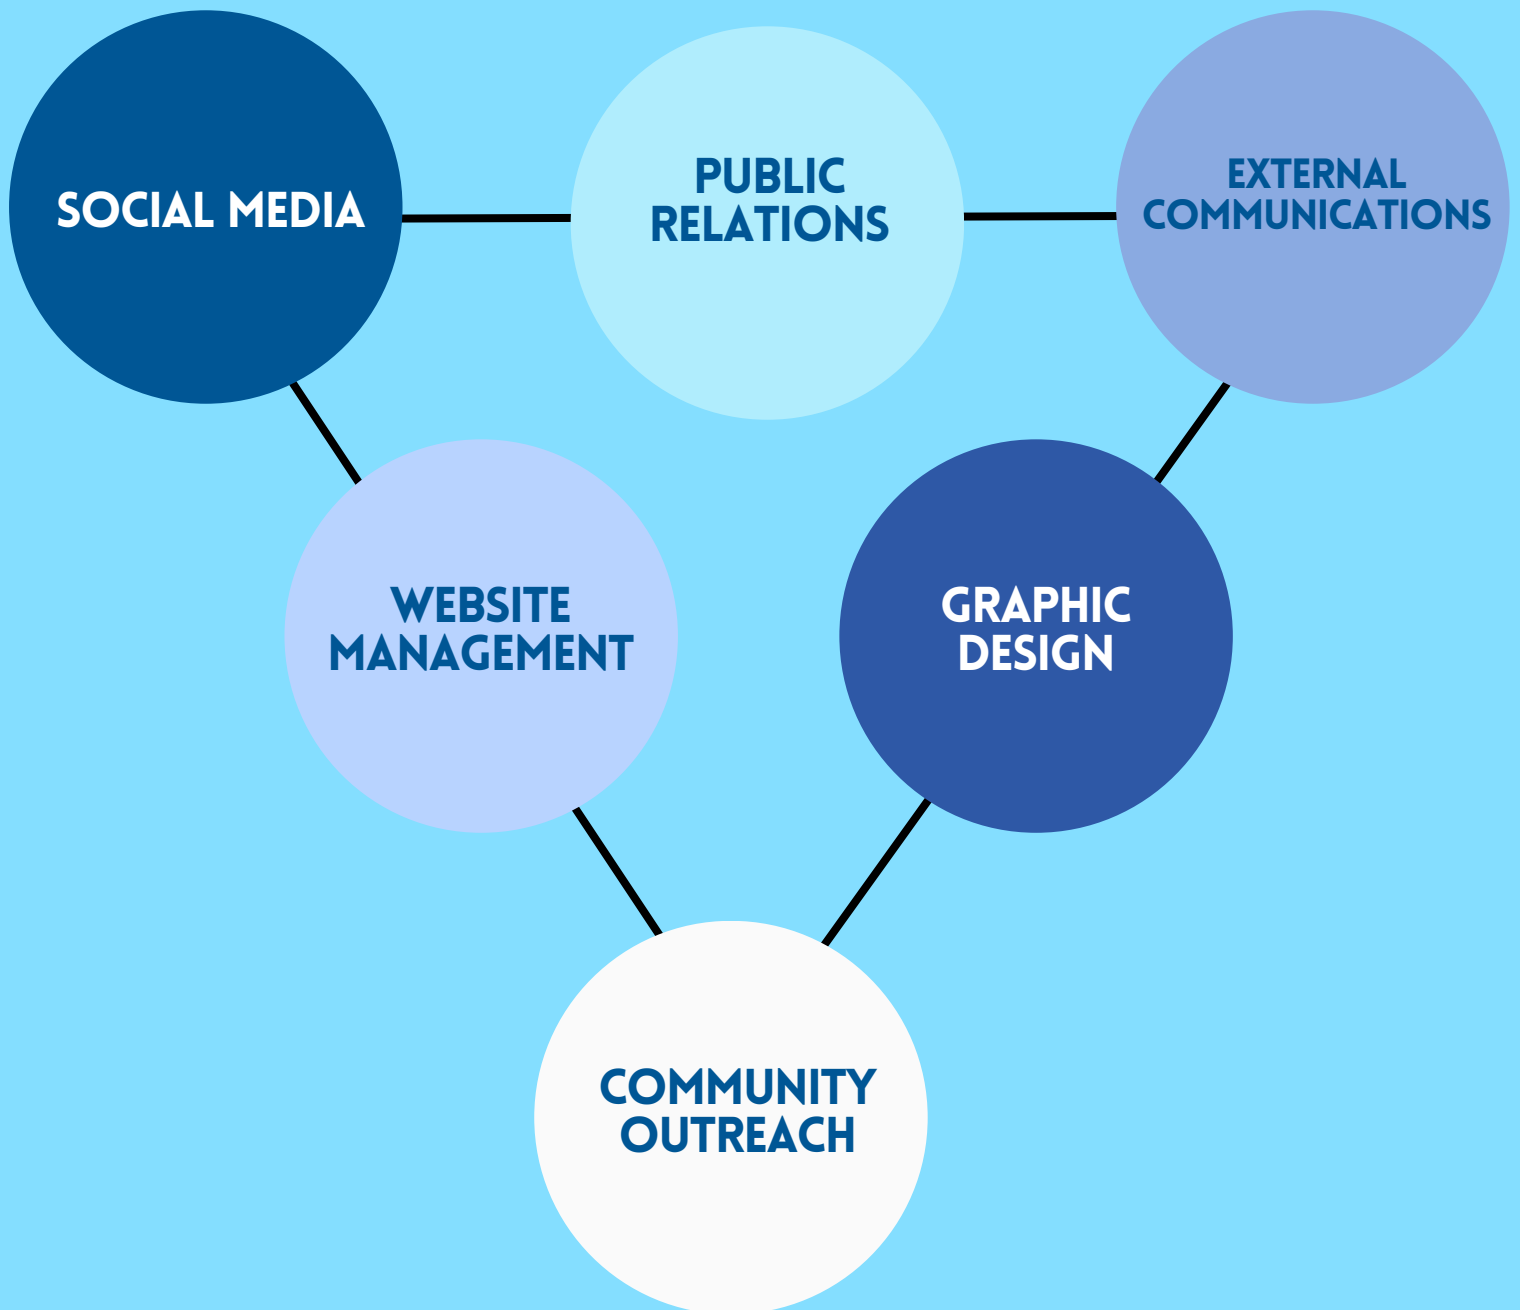 SOCIAL MEDIA
PUBLIC
RELATIONS
EXTERNAL
COMMUNICATIONS
WEBSITE
MANAGEMENT
GRAPHIC
DESIGN
COMMUNITY
OUTREACH